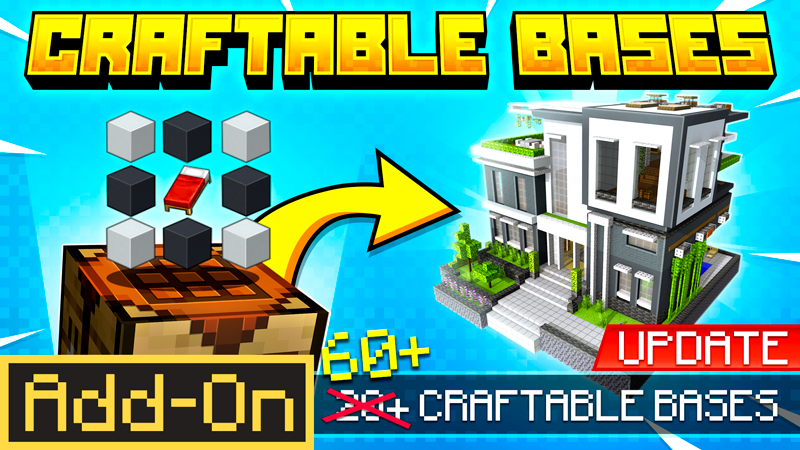 CRAFTABLE BASES
UPDATE
60+
20+ CRAFTABLE BASES
Add-On